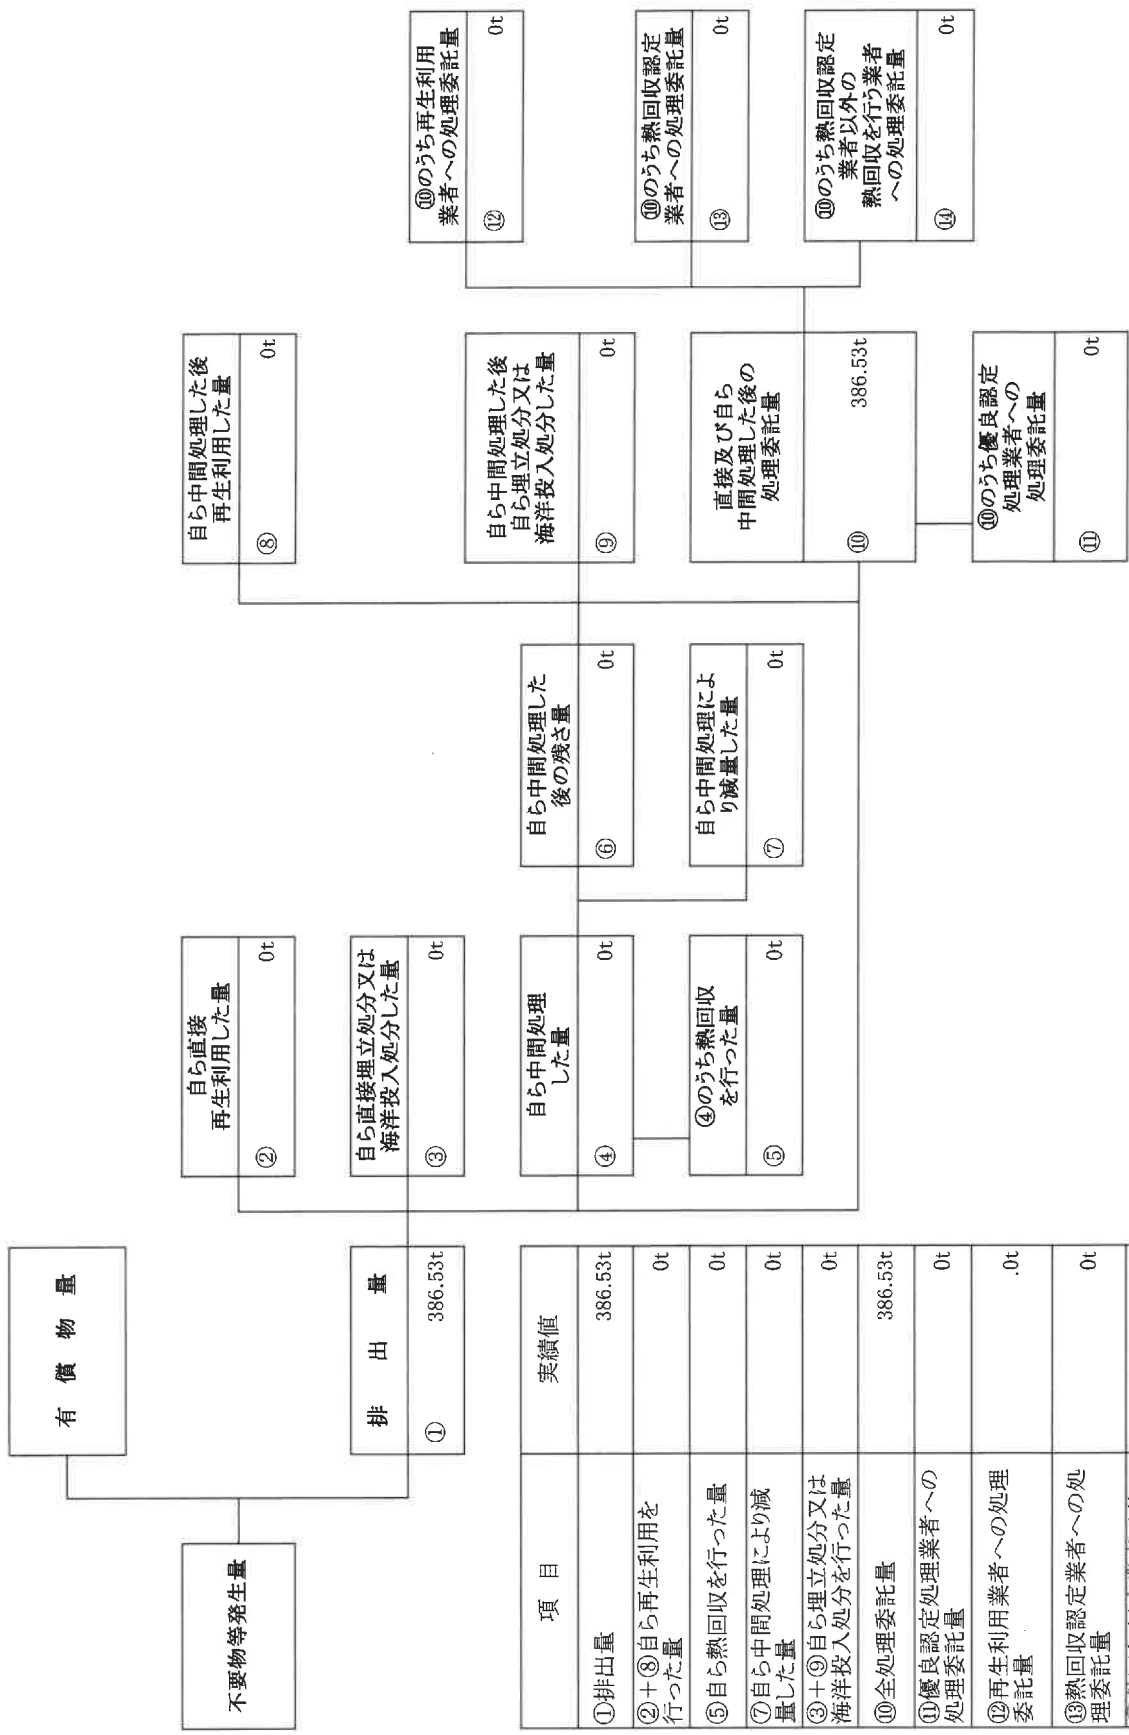 不要物等発生量
有償物量
排出量
① 386.53t
自ら直接
再生利用した量
② 0t
自ら直接埋立処分又は
海洋投入処分した量
③ 0t
自ら中間処理
した量
④ 0t
④のうち熱回収
を行った量
⑤ 0t
自ら中間処理した
後の残さ量
⑥ 0t
自ら中間処理によ
り減量した量
⑦ 0t
自ら中間処理した後
再生利用した量
⑧ 0t
自ら中間処理した後
自ら埋立処分又は
海洋投入処分した量
⑨ 0t
直接及び自ら
中間処理した後の
処理委託量
⑩ 386.53t
⑩のうち優良認定
処理業者への
処理委託量
⑪ 0t
⑩のうち再生利用
業者への処理委託量
⑫ 0t
⑩のうち熱回収認定
業者への処理委託量
⑬ 0t
⑩のうち熱回収認定
業者以外の
熱回収を行う業者
への処理委託量
⑭ 0t
項目 実績値
①排出量 386.53t
②+⑧自ら再生利用を
行った量 0t
⑤自ら熱回収を行った量 0t
⑦自ら中間処理により減
量した量 0t
③+⑨自ら埋立処分又は
海洋投入処分を行った量 0t
⑩全処理委託量 386.53t
⑪優良認定処理業者への
処理委託量 0t
⑫再生利用業者への処理
委託量 .0t
⑬熱回収認定業者への処
理委託量 0t